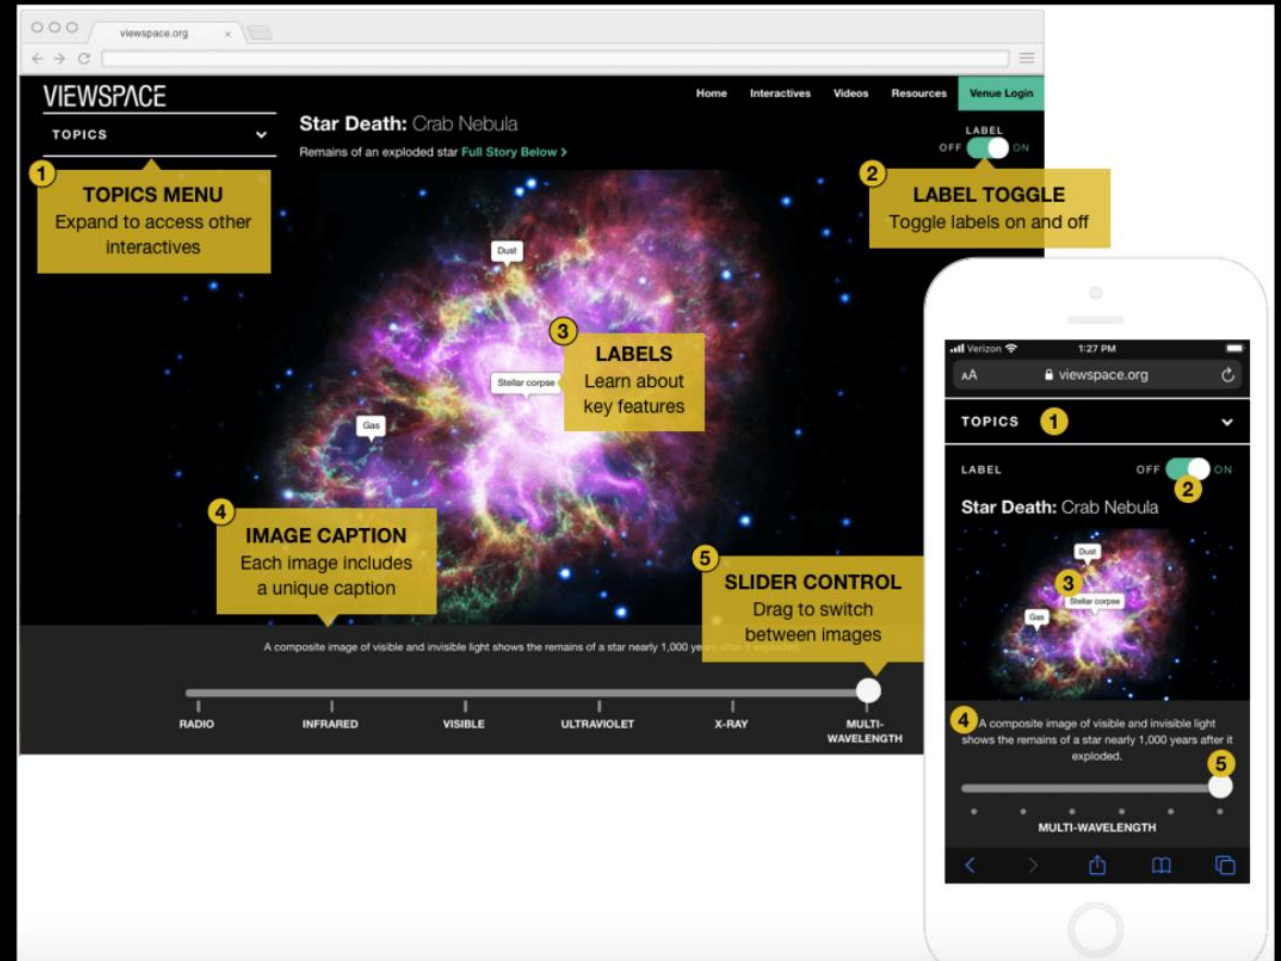 viewspace.org
VIEWSPACE
Home Interactives Videos Resources Venue Login
TOPICS
Star Death: Crab Nebula
Remains of an exploded star Full Story Below >
LABEL
OFF ON
1
TOPICS MENU
Expand to access other
interactives
2
LABEL TOGGLE
Toggle labels on and off
Dust
3
LABELS
Learn about
key features
Stellar corpse
Gas
4
IMAGE CAPTION
Each image includes
a unique caption
5
SLIDER CONTROL
Drag to switch
between images
A composite image of visible and invisible light shows the remains of a star nearly 1,000 years after it exploded.
RADIO INFRARED VISIBLE ULTRAVIOLET X-RAY MULTI-
WAVELENGTH
Verizon 1:27 PM
AA viewspace.org
TOPICS 1
LABEL OFF ON
2
Star Death: Crab Nebula
Dust
3
Stellar corpse
Gas
4
A composite image of visible and invisible light
shows the remains of a star nearly 1,000 years after it
exploded.
5
MULTI-WAVELENGTH